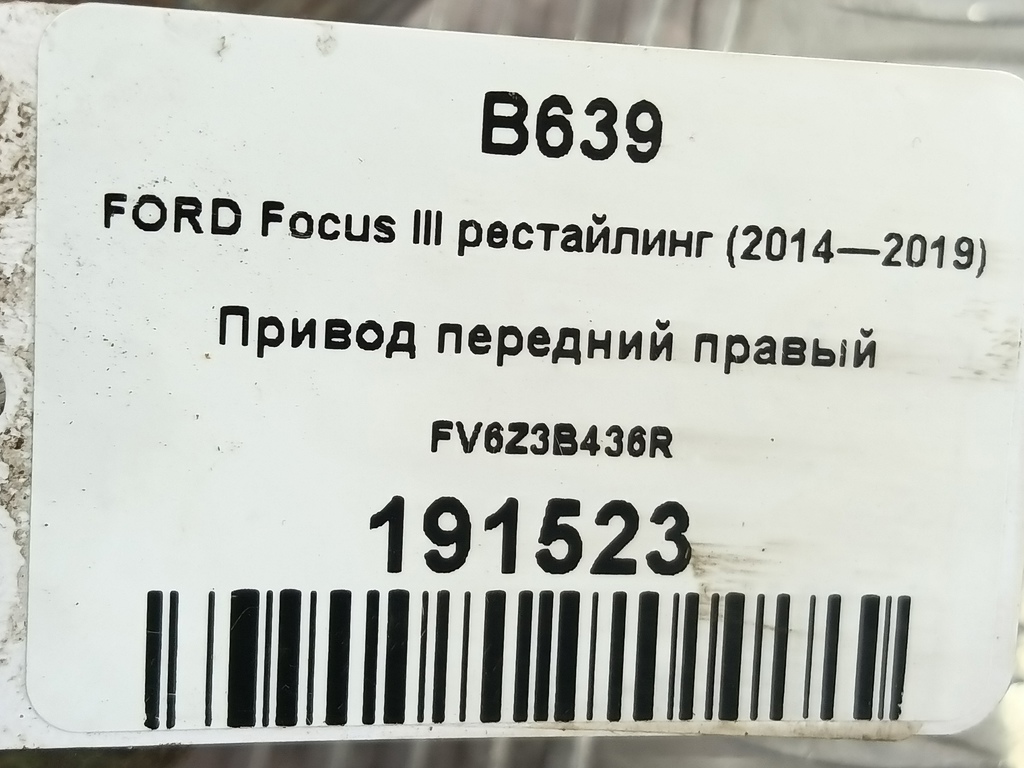 B639
FORD Focus III рестайлинг (2014—2019)
Привод передний правый
FV6Z3B436R
191523